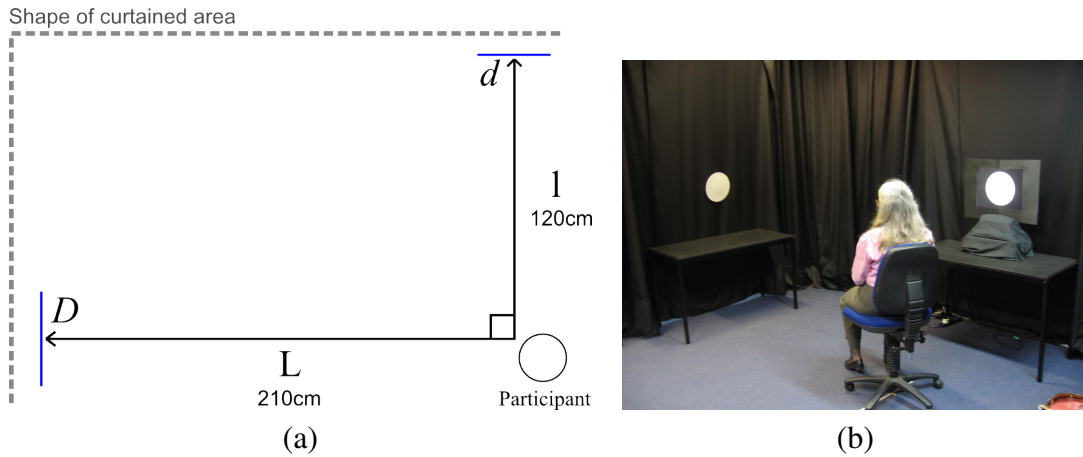 Shape of curtained area
d
l
120cm
D
L
210cm
Participant
(a)
(b)